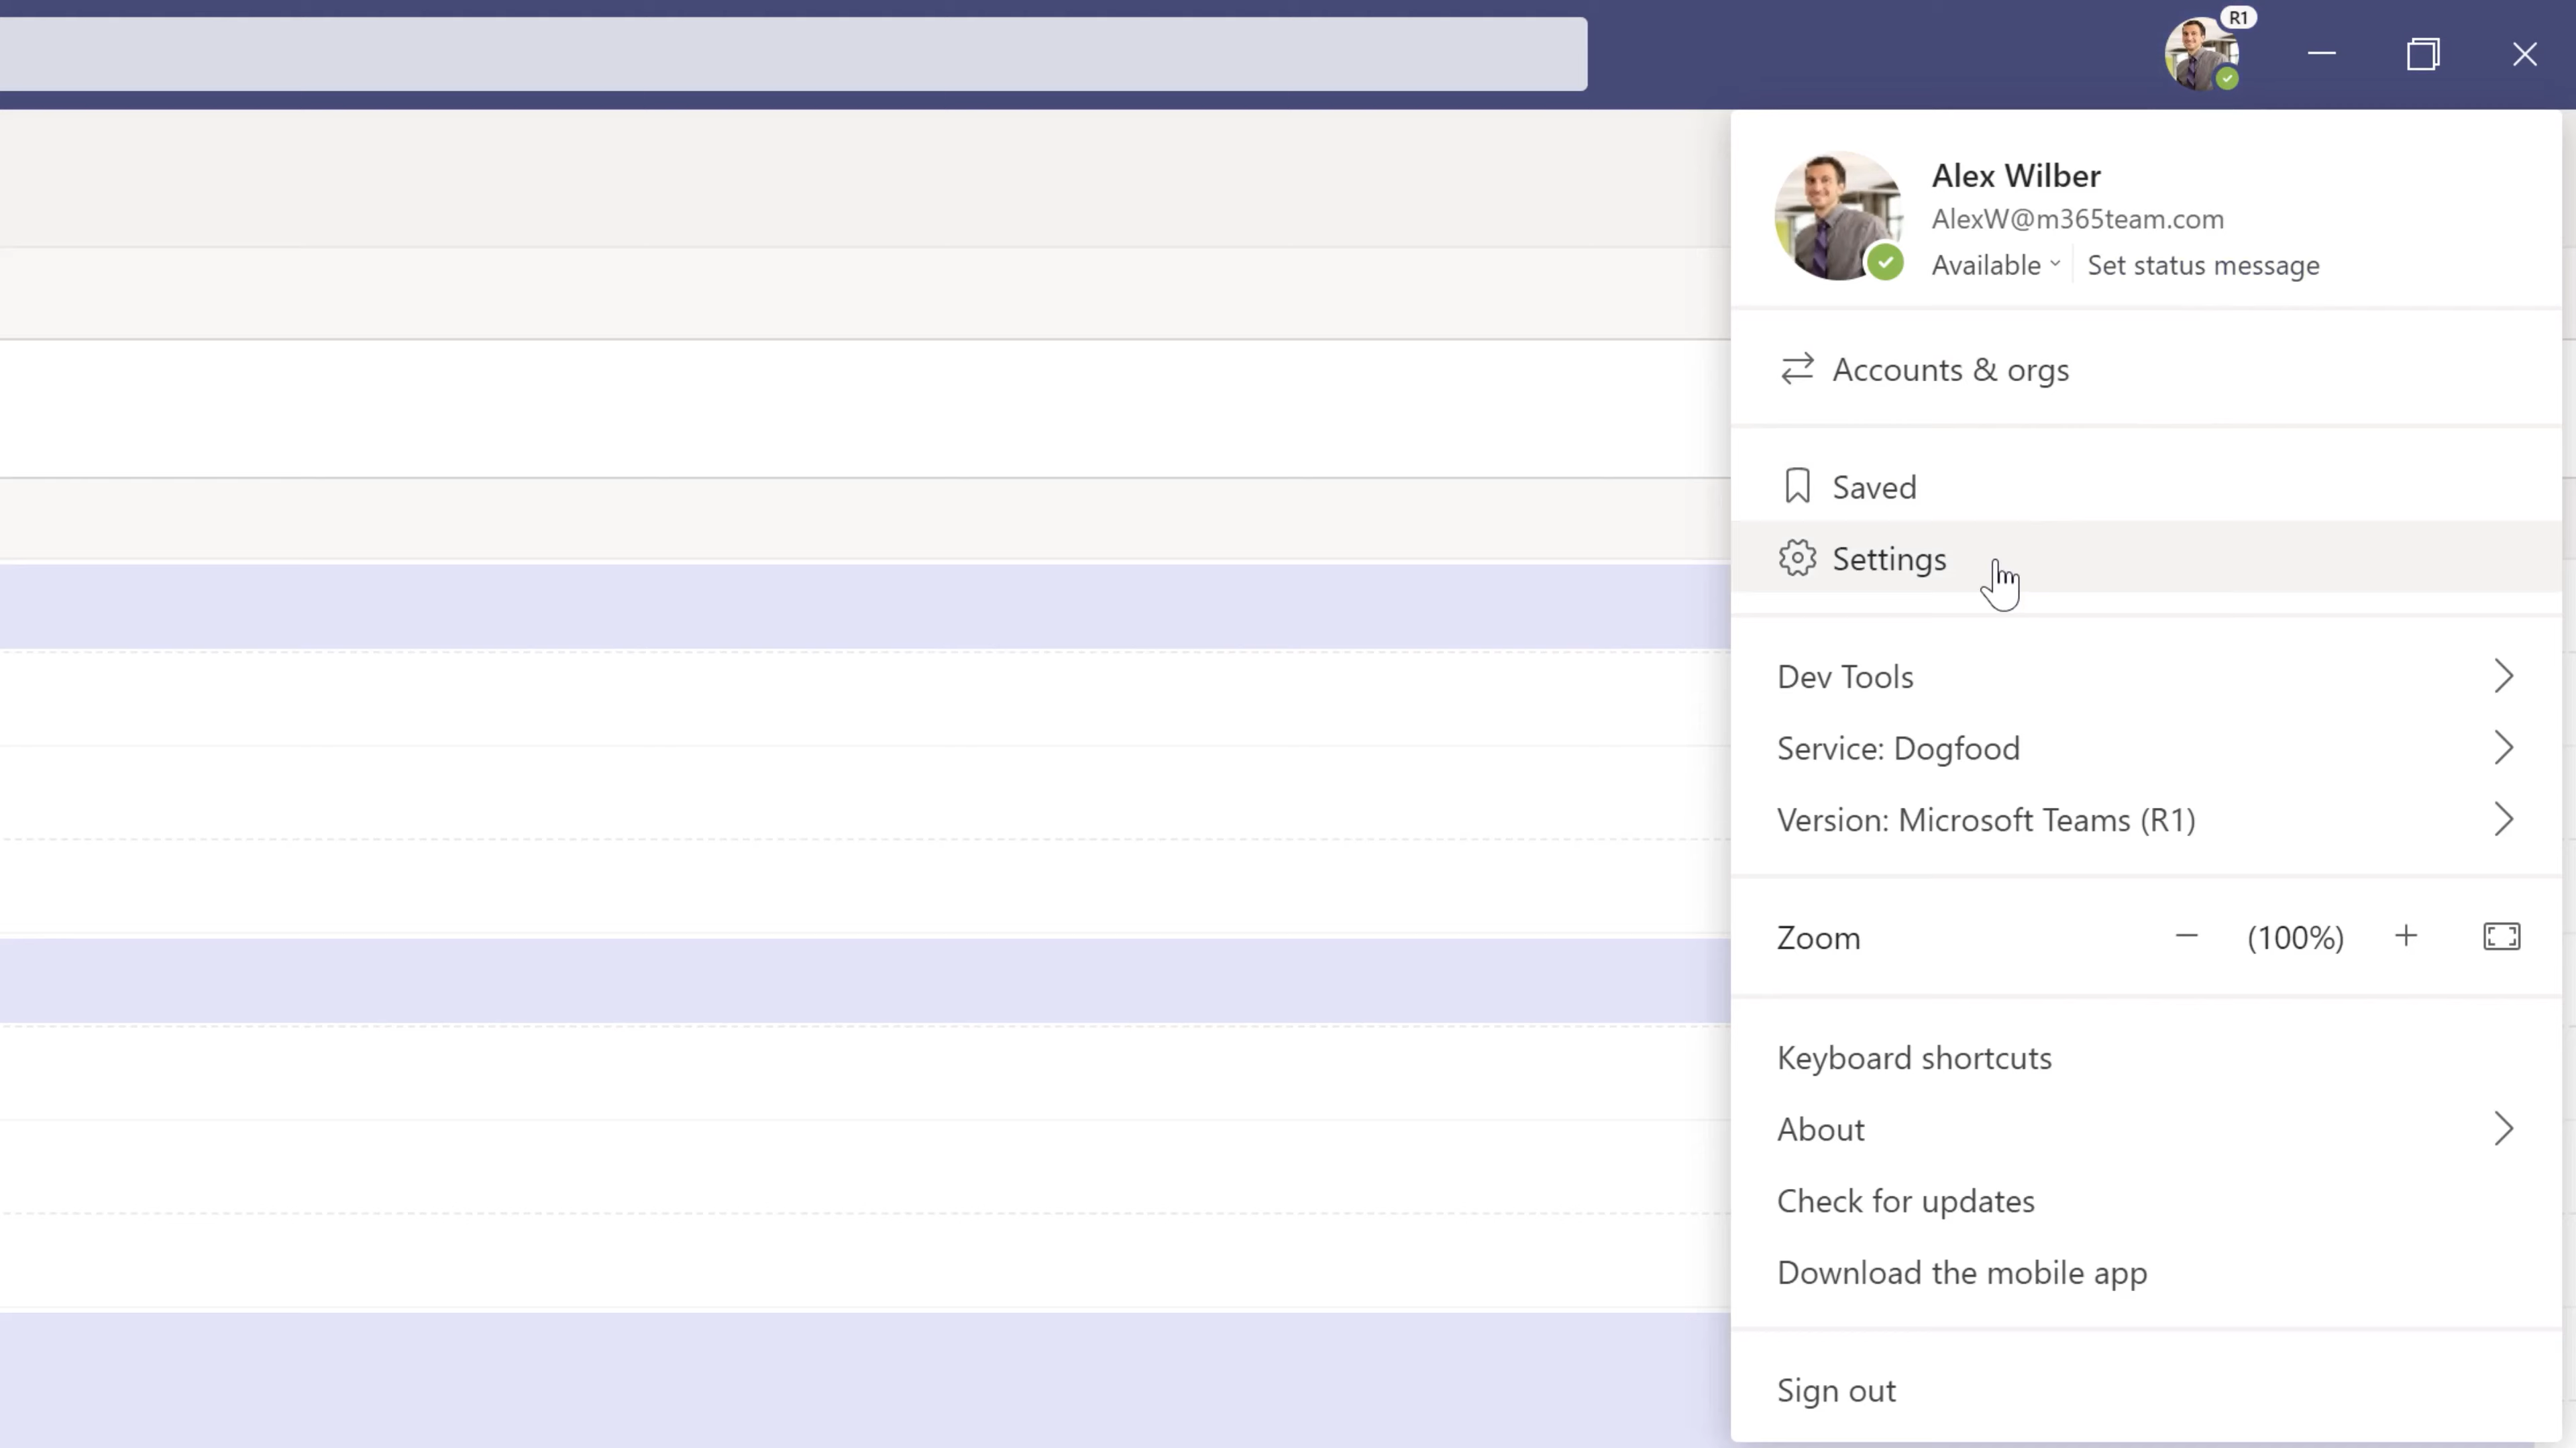 R1
Alex Wilber
AlexW@m365team.com
Available Set status message
Accounts & orgs
Saved
Settings
Dev Tools
Service: Dogfood
Version: Microsoft Teams (R1)
Zoom (100%)
Keyboard shortcuts
About
Check for updates
Download the mobile app
Sign out